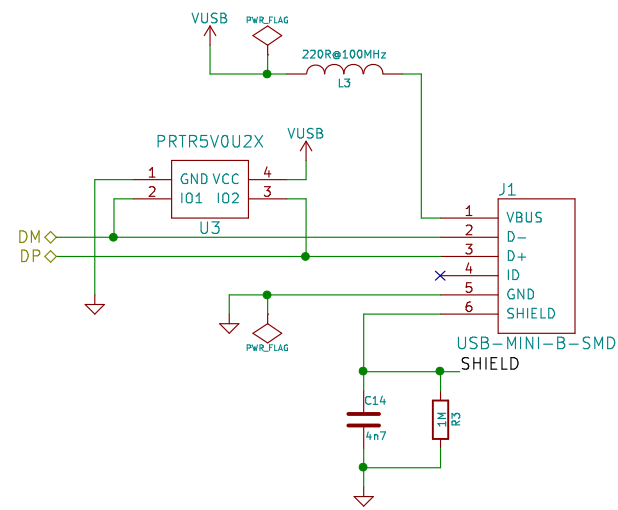 VUSB
PWR_FLAG
220R@100MHz
L3
PRTR5V0U2X
VUSB
1 GND VCC 4
2 IO1 IO2 3
U3
J1
1 VBUS
DM 2 D-
DP 3 D+
4 ID
5 GND
6 SHIELD
PWR_FLAG
USB-MINI-B-SMD
SHIELD
C14
4n7
1M
R3